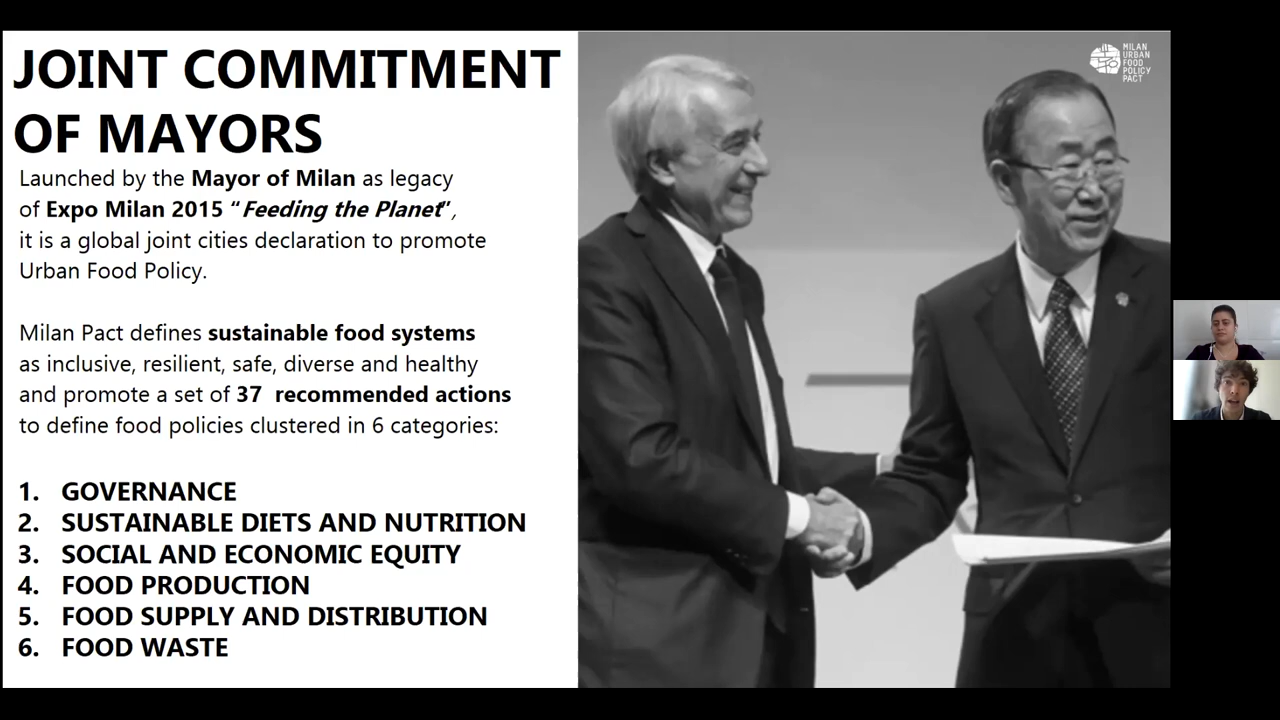 JOINT COMMITMENT
OF MAYORS
Launched by the Mayor of Milan as legacy
of Expo Milan 2015 “Feeding the Planet”,
it is a global joint cities declaration to promote
Urban Food Policy.
Milan Pact defines sustainable food systems
as inclusive, resilient, safe, diverse and healthy
and promote a set of 37 recommended actions
to define food policies clustered in 6 categories:
1. GOVERNANCE
2. SUSTAINABLE DIETS AND NUTRITION
3. SOCIAL AND ECONOMIC EQUITY
4. FOOD PRODUCTION
5. FOOD SUPPLY AND DISTRIBUTION
6. FOOD WASTE
MILAN
URBAN
FOOD
POLICY
PACT